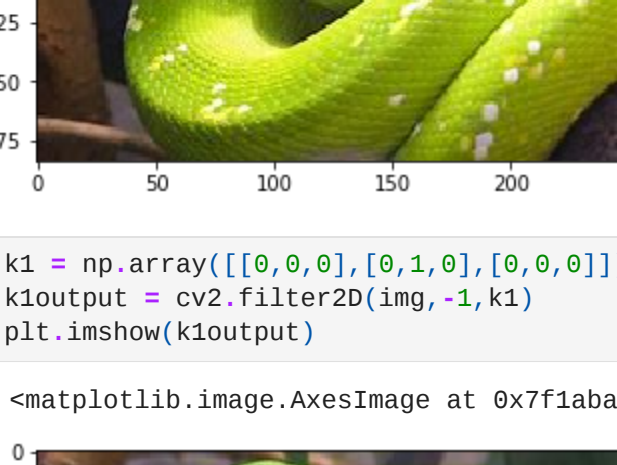 25
50
75
0 50 100 150 200
k1 = np.array([[0,0,0],[0,1,0],[0,0,0]]
k1output = cv2.filter2D(img,-1,k1)
plt.imshow(k1output)
<matplotlib.image.AxesImage at 0x7f1aba
0